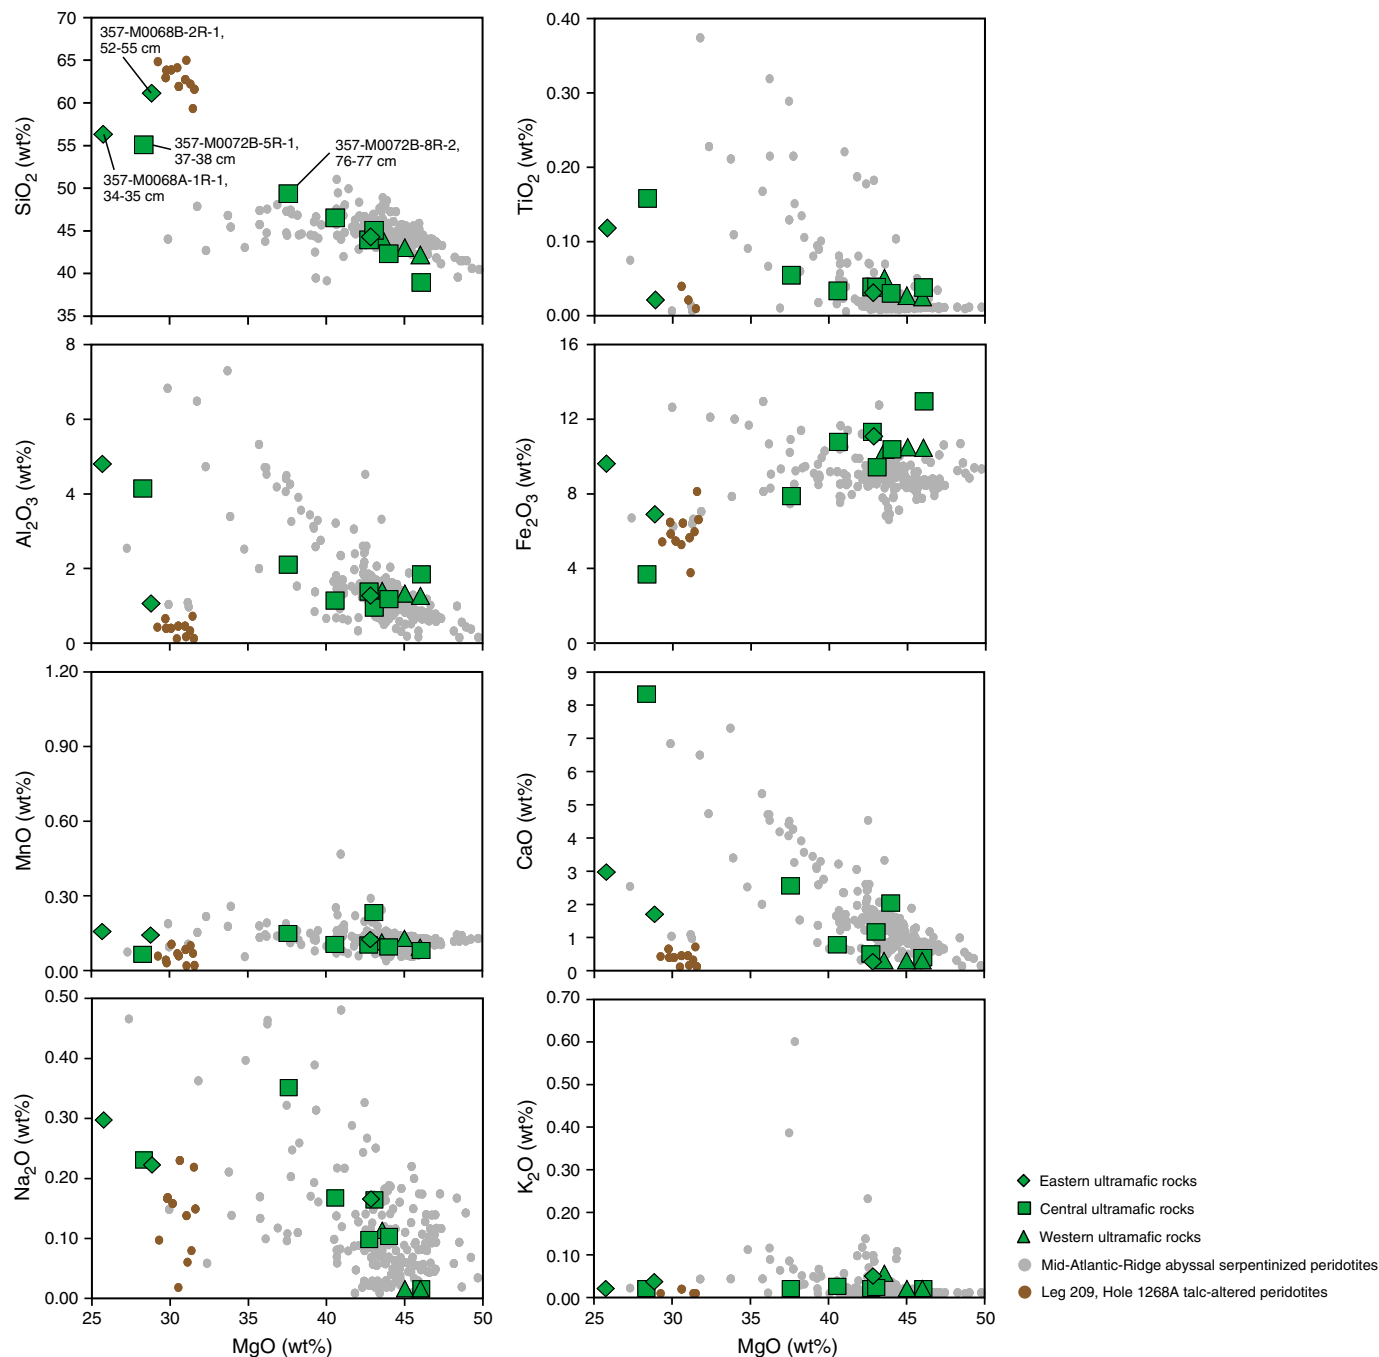 SiO2 (wt%)
70
65
60
55
50
45
40
35
357-M0068B-2R-1,
52-55 cm
357-M0072B-5R-1,
37-38 cm
357-M0072B-8R-2,
76-77 cm
357-M0068A-1R-1,
34-35 cm
TiO2 (wt%)
0.40
0.30
0.20
0.10
0.00
Al2O3 (wt%)
8
6
4
2
0
Fe2O3 (wt%)
16
12
8
4
0
MnO (wt%)
1.20
0.90
0.60
0.30
0.00
CaO (wt%)
9
8
7
6
5
4
3
2
1
0
Na2O (wt%)
0.50
0.40
0.30
0.20
0.10
0.00
25 30 35 40 45 50
MgO (wt%)
K2O (wt%)
0.70
0.60
0.50
0.40
0.30
0.20
0.10
0.00
25 30 35 40 45 50
MgO (wt%)
Eastern ultramafic rocks
Central ultramafic rocks
Western ultramafic rocks
Mid-Atlantic-Ridge abyssal serpentinized peridotites
Leg 209, Hole 1268A talc-altered peridotites